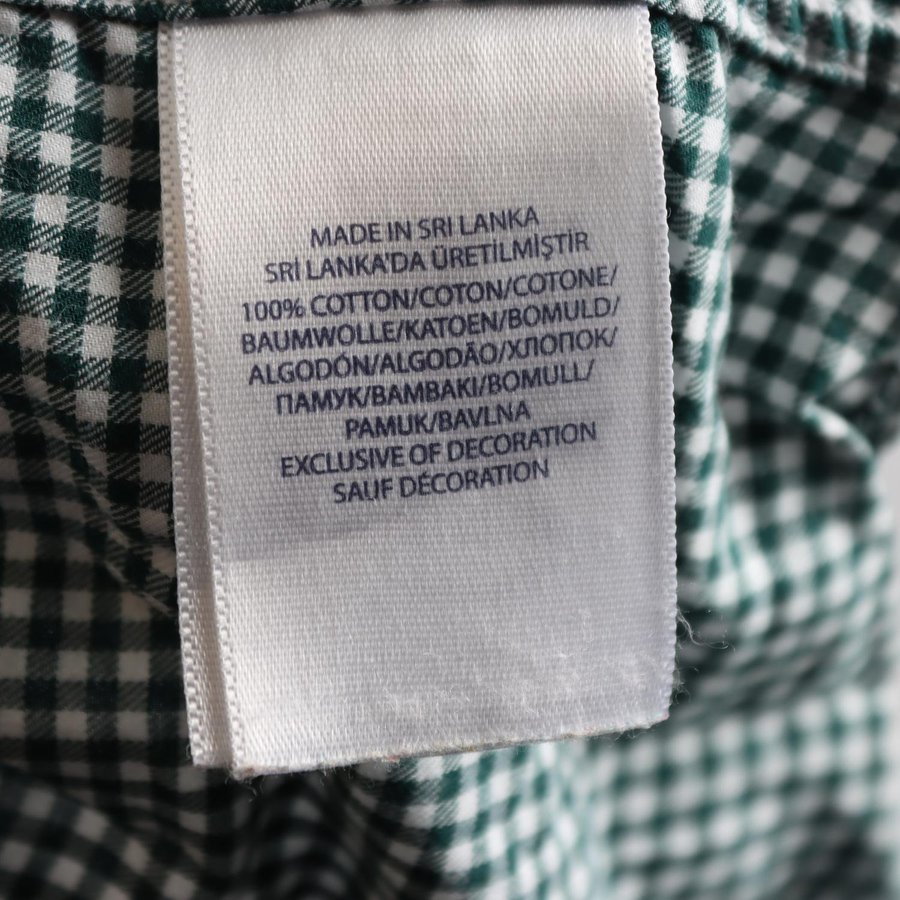 MADE IN SRI LANKA
SRİ LANKA'DA ÜRETİLMİŞTİR
100% COTTON/COTON/COTONE/
BAUMWOLLE/KATOEN/BOMULD/
ALGODÓN/ALGODÃO/ХЛОПОК/
ПАМУК/ΒΑΜΒΑΚΙ/BOMULL/
PAMUK/BAVLNA
EXCLUSIVE OF DECORATION
SAUF DÉCORATION